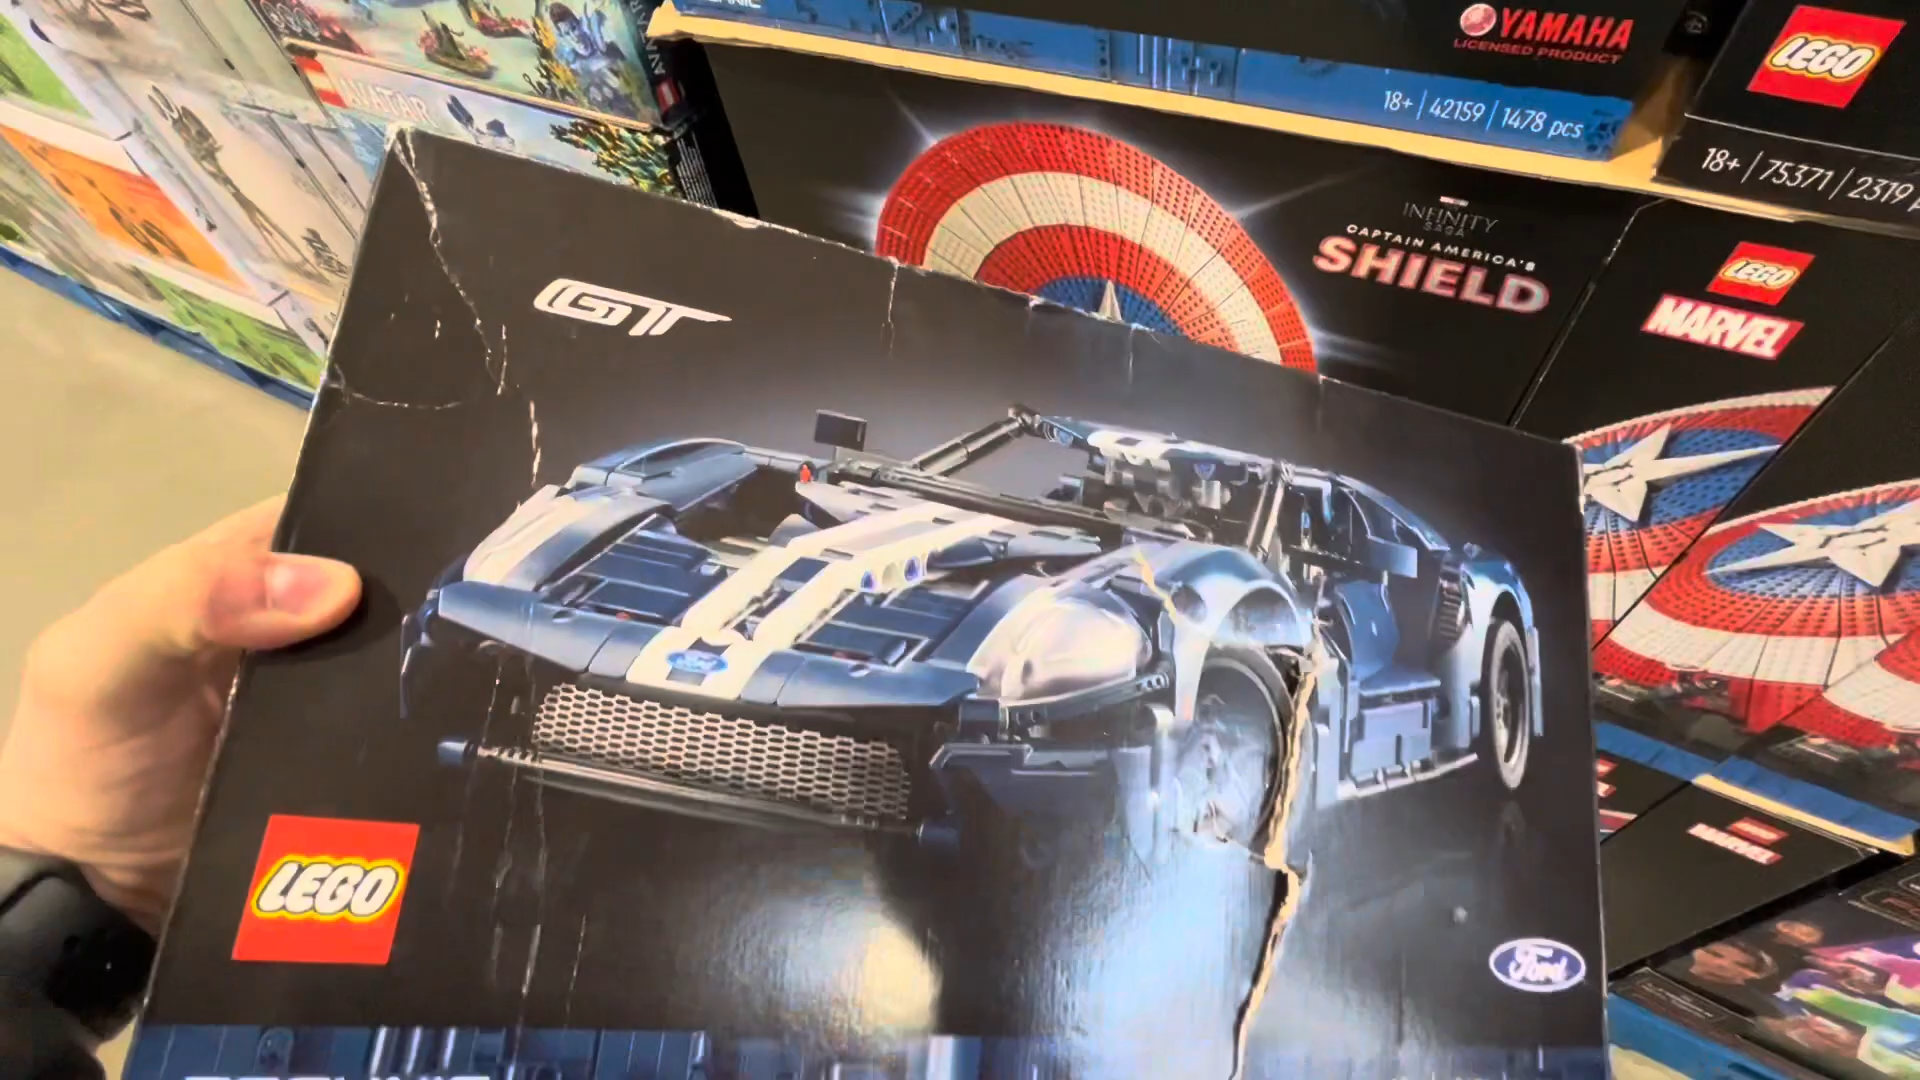 YAMAHA
LICENSED PRODUCT
18+ | 42159 | 1478 pcs
LEGO
18+ | 75371 | 2319
AVATAR
INFINITY
SAGA
CAPTAIN AMERICA'S
SHIELD
LEGO
MARVEL
GT
Ford
LEGO
Ford
MARVEL